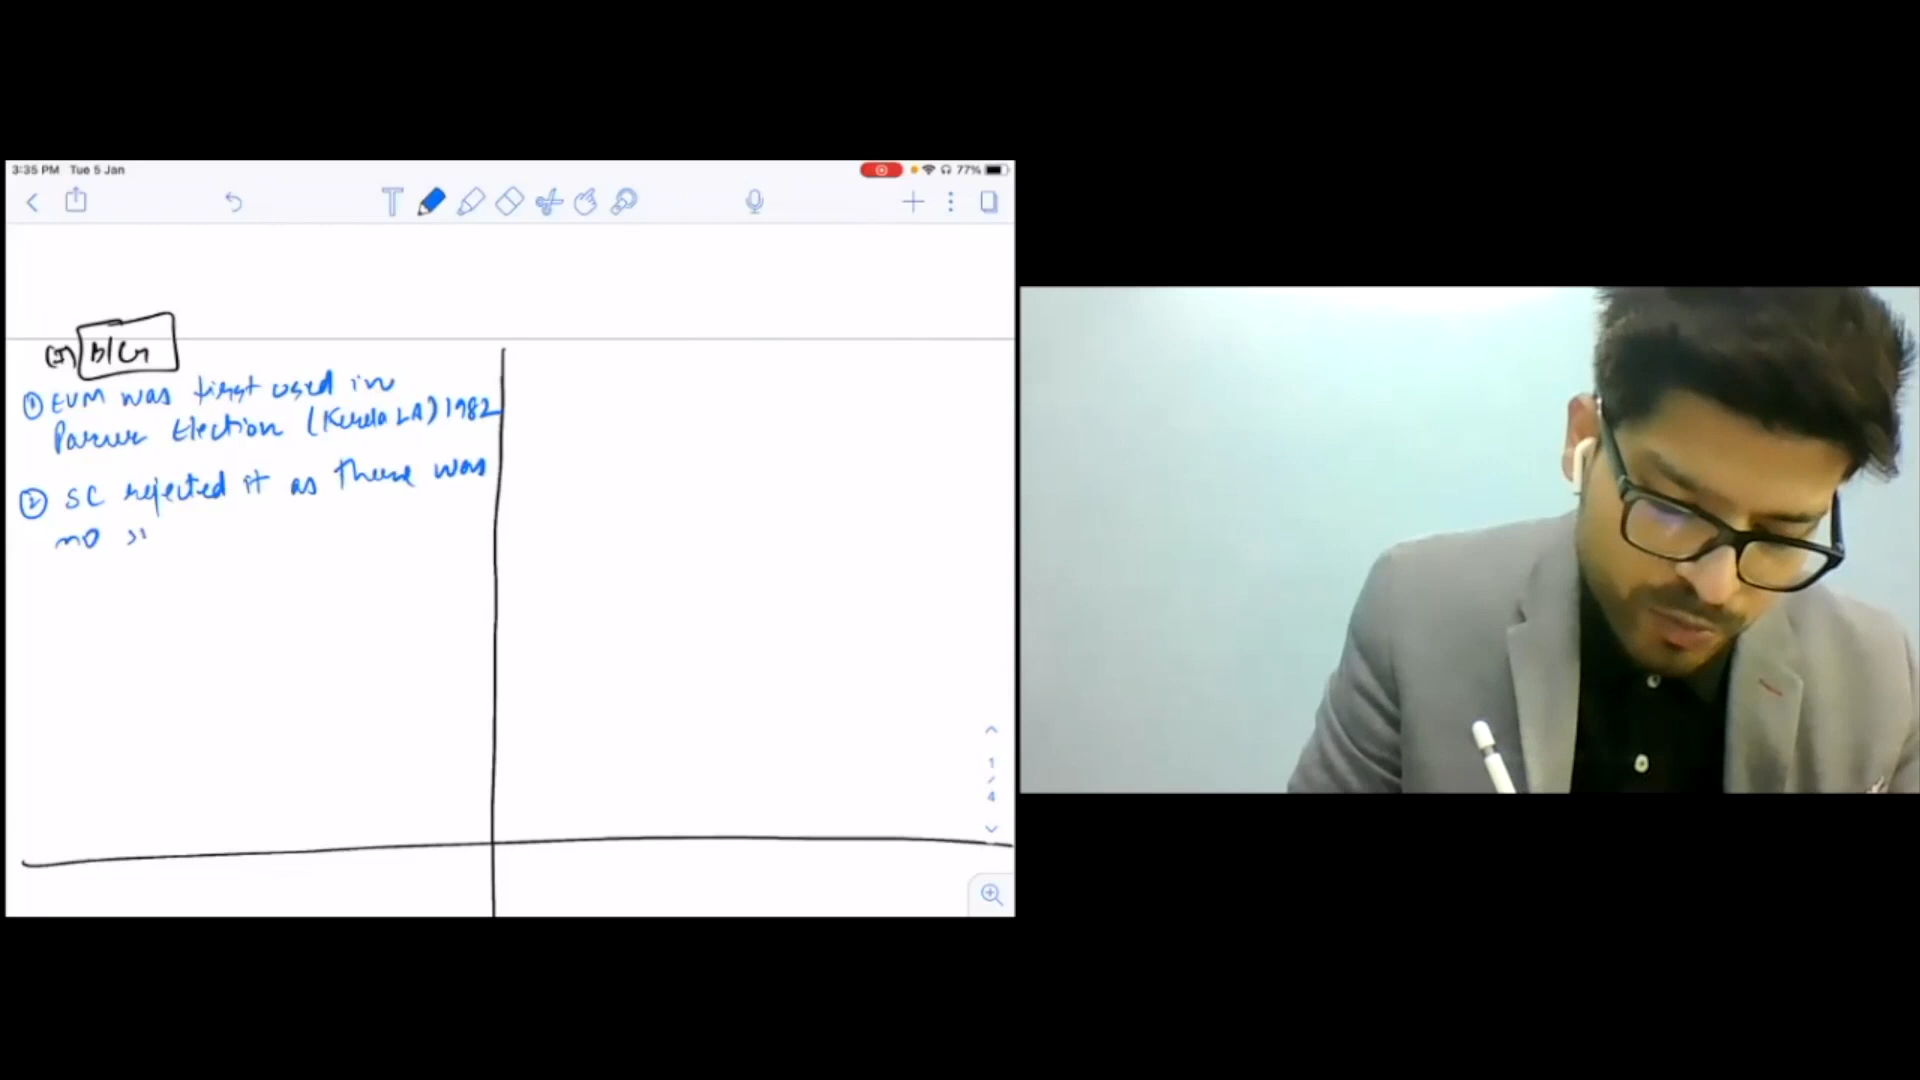 3:35 PM Tue 5 Jan
77%
T
B/G
① EVM was first used in
Parur Election (Kerala LA) 1982
② SC rejected it as there was
no
1
4